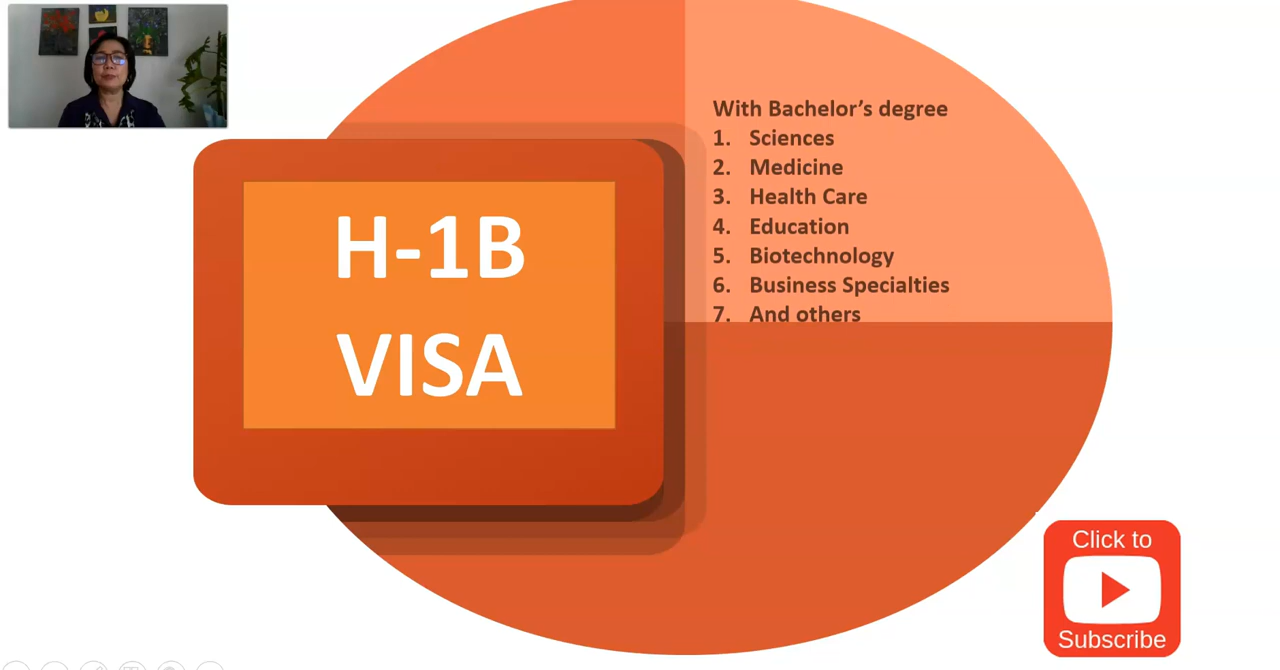 H-1B
VISA
With Bachelor’s degree
1. Sciences
2. Medicine
3. Health Care
4. Education
5. Biotechnology
6. Business Specialties
7. And others
Click to
Subscribe